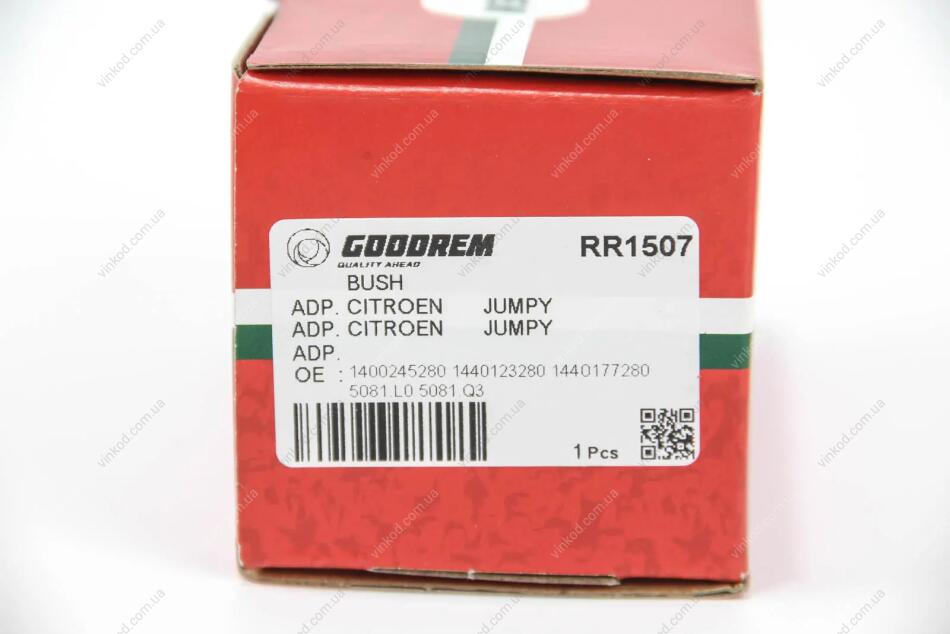 GOODREM
QUALITY AHEAD
RR1507
BUSH
ADP. CITROEN JUMPY
ADP. CITROEN JUMPY
ADP.
OE : 1400245280 1440123280 1440177280
5081.L0 5081.Q3
1 Pcs
vinkod.com.ua